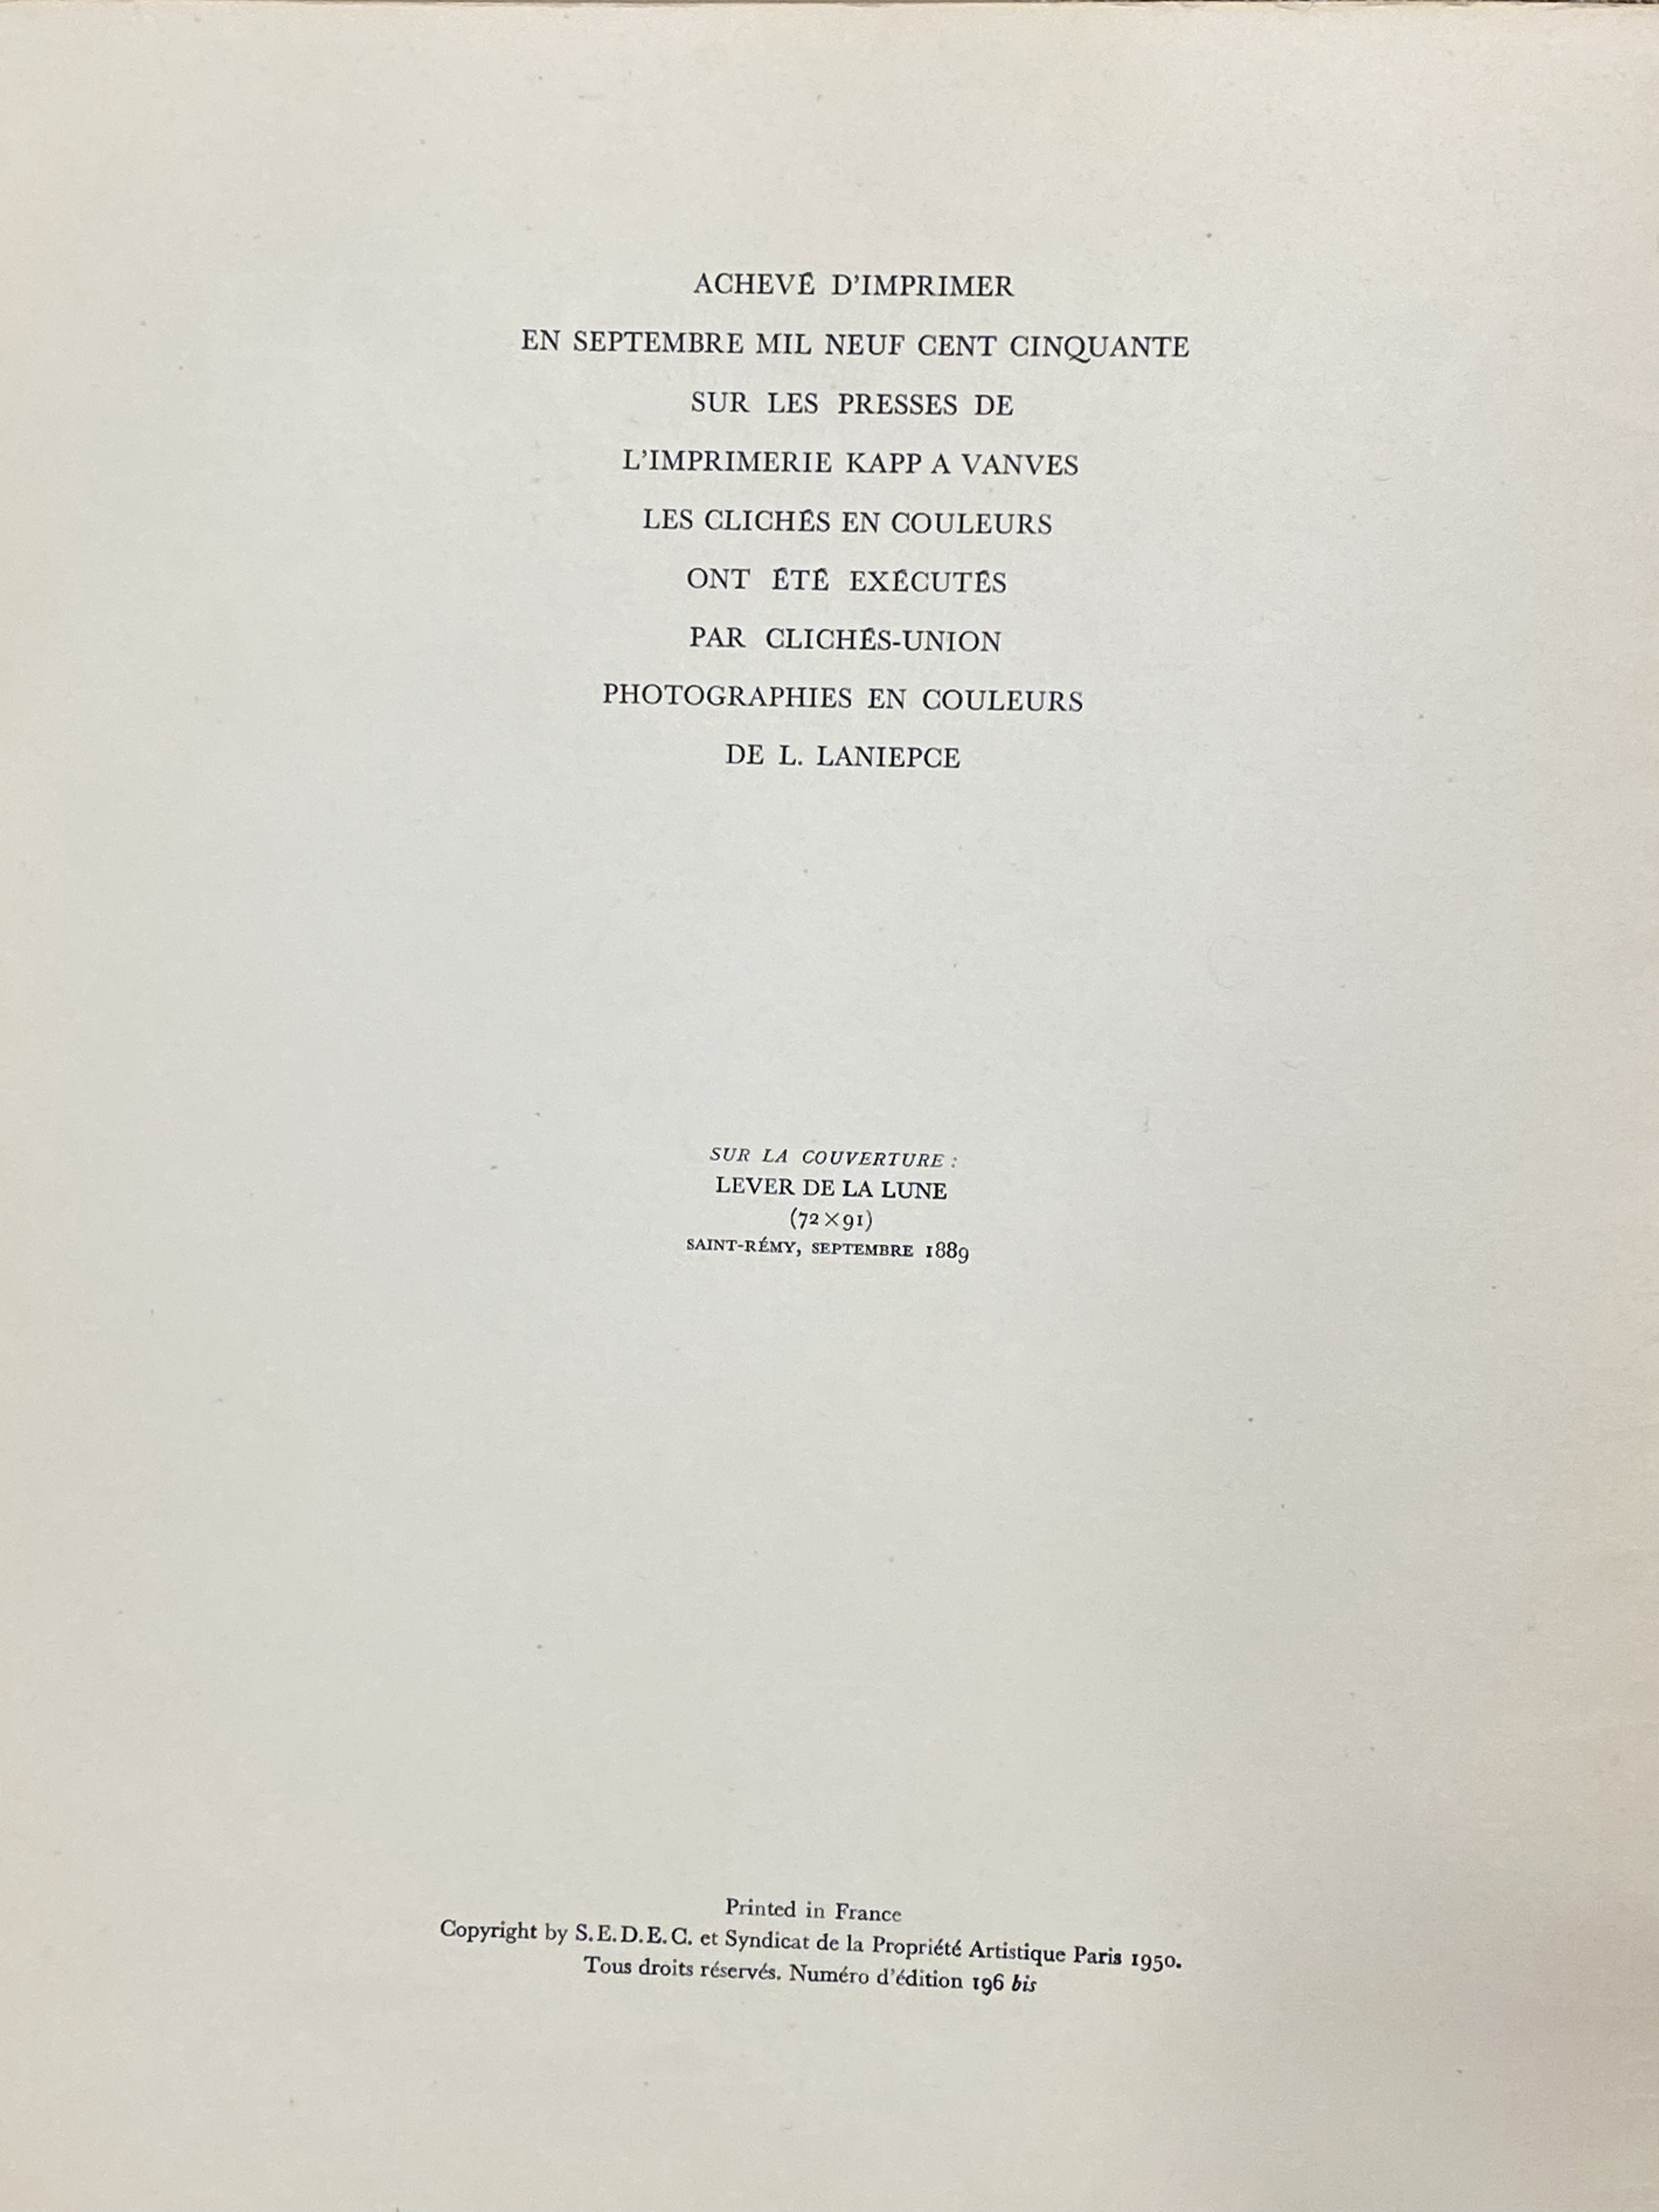 ACHEVÉ D'IMPRIMER
EN SEPTEMBRE MIL NEUF CENT CINQUANTE
SUR LES PRESSES DE
L'IMPRIMERIE KAPP A VANVES
LES CLICHÉS EN COULEURS
ONT ÉTÉ EXÉCUTÉS
PAR CLICHÉS-UNION
PHOTOGRAPHIES EN COULEURS
DE L. LANIEPCE
SUR LA COUVERTURE :
LEVER DE LA LUNE
(72×91)
SAINT-RÉMY, SEPTEMBRE 1889
Printed in France
Copyright by S.E.D.E.C. et Syndicat de la Propriété Artistique Paris 1950.
Tous droits réservés. Numéro d'édition 196 bis